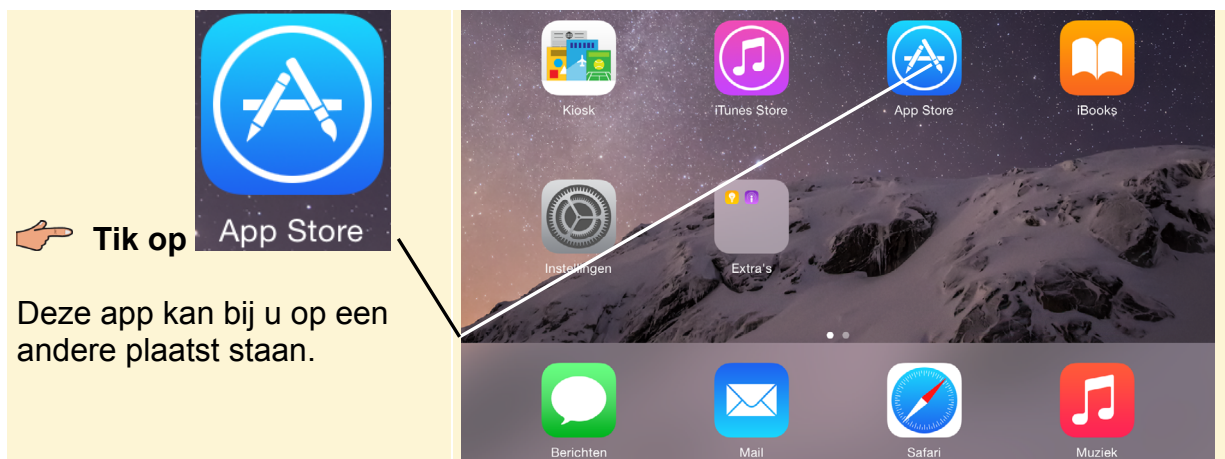 App Store
Tik op
Deze app kan bij u op een
andere plaatst staan.
Kiosk
iTunes Store
App Store
iBooks
Instellingen
Extra's
Berichten
Mail
Safari
Muziek